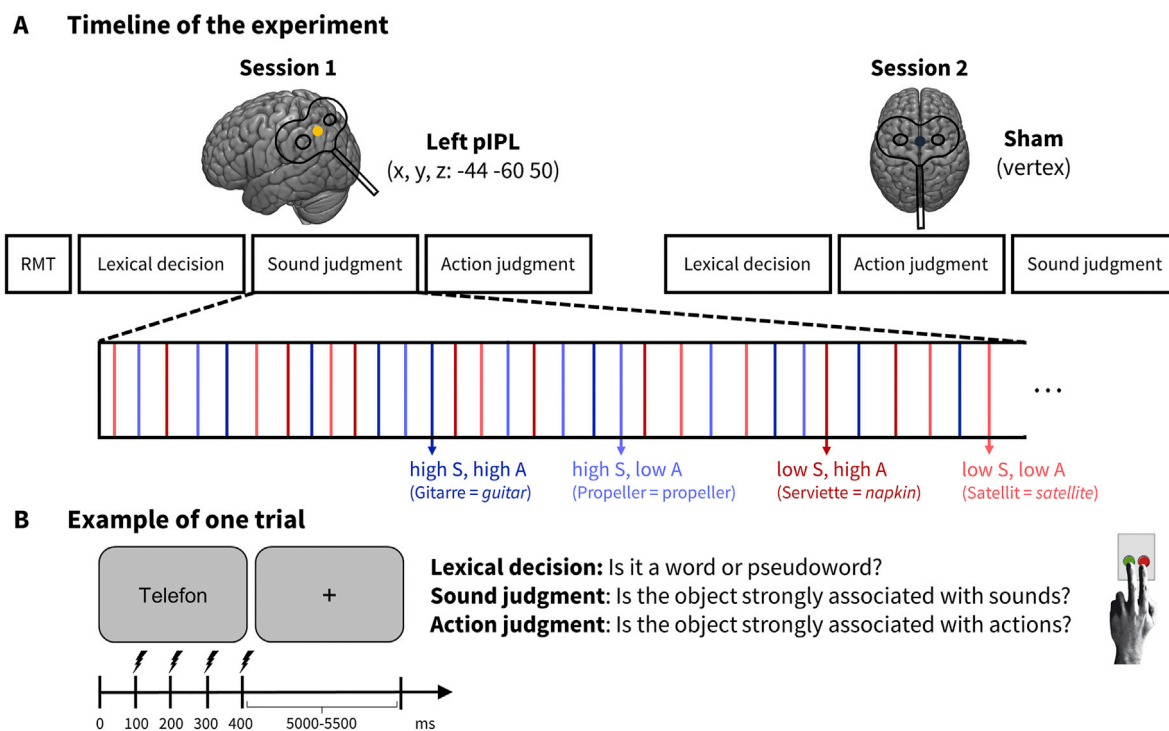 A Timeline of the experiment
Session 1
Session 2
Left pIPL
(x, y, z: -44 -60 50)
Sham
(vertex)
RMT Lexical decision Sound judgment Action judgment Lexical decision Action judgment Sound judgment
...
high S, high A
(Gitarre = guitar)
high S, low A
(Propeller = propeller)
low S, high A
(Serviette = napkin)
low S, low A
(Satellit = satellite)
B Example of one trial
Telefon
+
Lexical decision: Is it a word or pseudoword?
Sound judgment: Is the object strongly associated with sounds?
Action judgment: Is the object strongly associated with actions?
0 100 200 300 400 5000-5500 ms